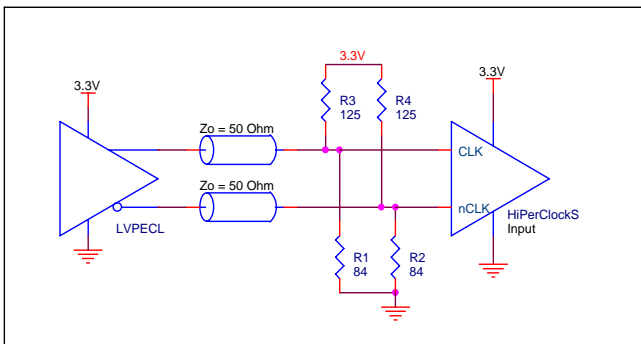 3.3V
3.3V
3.3V
R3
125
R4
125
Zo = 50 Ohm
CLK
Zo = 50 Ohm
nCLK
HiPerClockS
Input
LVPECL
R1
84
R2
84